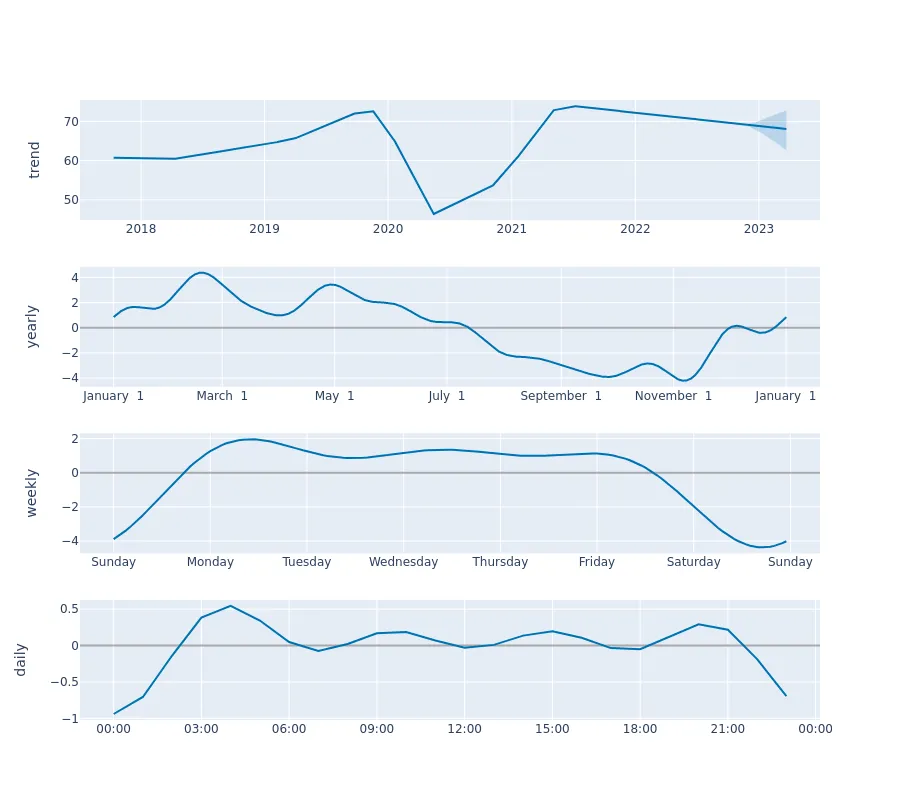 trend
70
60
50
2018 2019 2020 2021 2022 2023
yearly
4
2
0
−2
−4
January 1 March 1 May 1 July 1 September 1 November 1 January 1
weekly
2
0
−2
−4
Sunday Monday Tuesday Wednesday Thursday Friday Saturday Sunday
daily
0.5
0
−0.5
−1
00:00 03:00 06:00 09:00 12:00 15:00 18:00 21:00 00:00